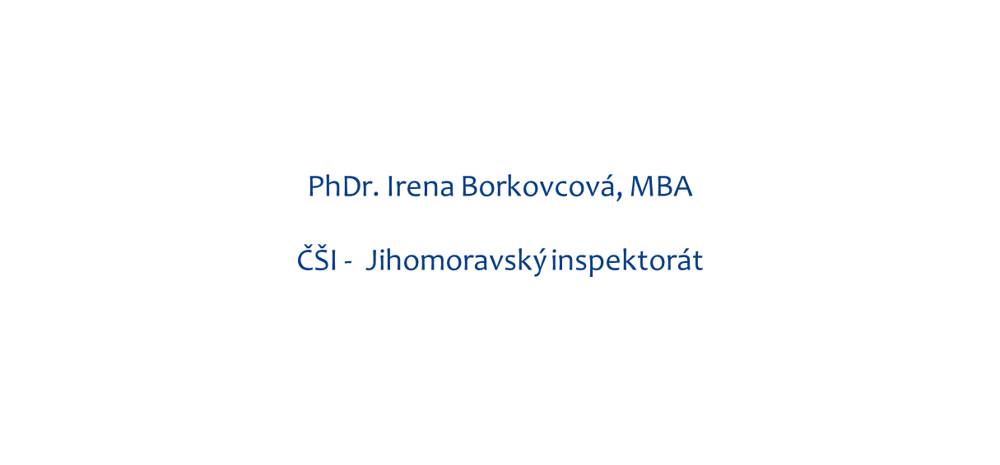 PhDr. Irena Borkovcová, MBA
ČŠI -  Jihomoravský inspektorát